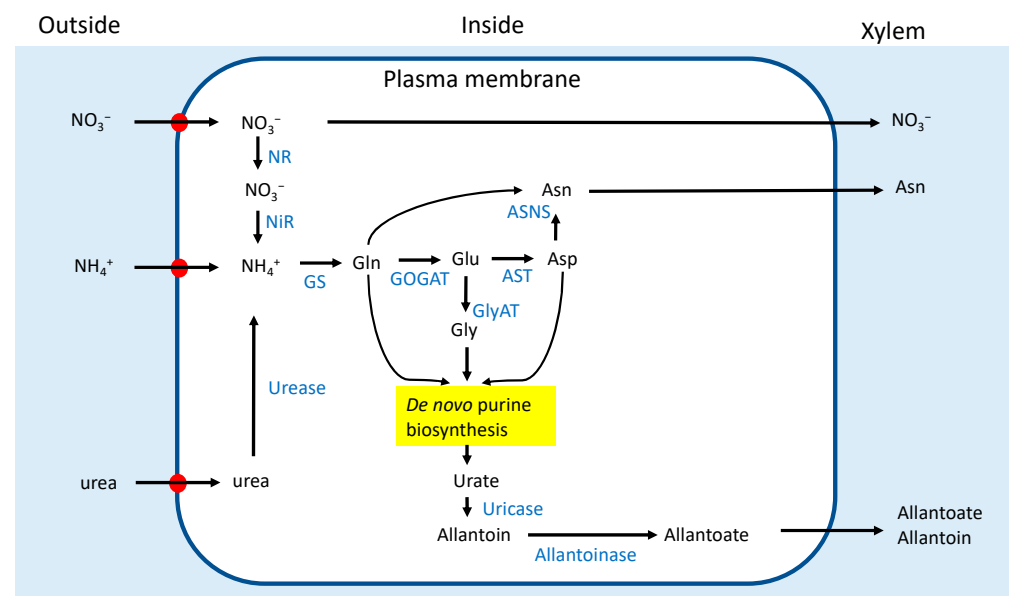 Outside
Inside
Xylem
Plasma membrane
NO₃⁻
NO₃⁻
NO₃⁻
NR
NO₃⁻
Asn
Asn
ASNS
NiR
NH₄⁺
NH₄⁺
Gln
Glu
Asp
GS
GOGAT
AST
GlyAT
Gly
Urease
De novo purine
biosynthesis
urea
urea
Urate
Uricase
Allantoin
Allantoate
Allantoinase
Allantoate
Allantoin